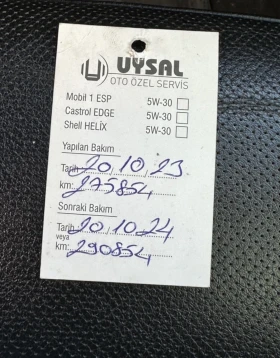 UYSAL
OTO ÖZEL SERVİS
Mobil 1 ESP 5W-30
Castrol EDGE 5W-30
Shell HELİX 5W-30
Yapılan Bakım
Tarih 20.10.23
km: 275854
Sonraki Bakım
Tarih 20.10.24
veya
km: 290854